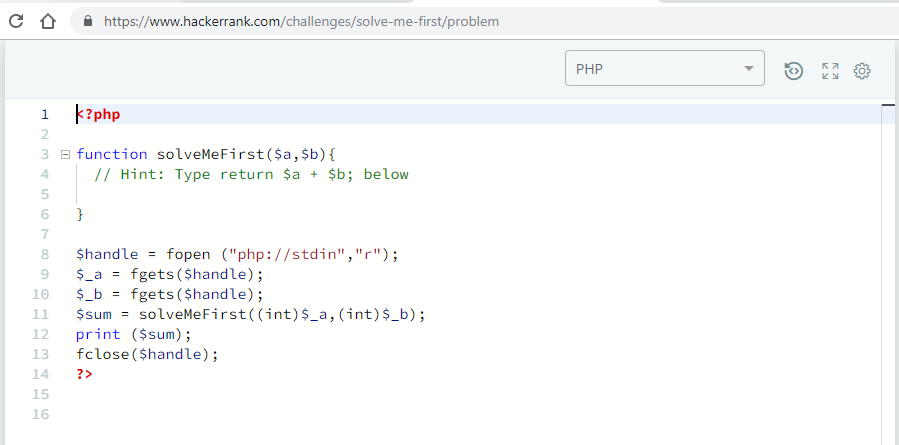 https://www.hackerrank.com/challenges/solve-me-first/problem
PHP
1 <?php
2
3 function solveMeFirst($a,$b){
4 // Hint: Type return $a + $b; below
5
6 }
7
8 $handle = fopen ("php://stdin","r");
9 $_a = fgets($handle);
10 $_b = fgets($handle);
11 $sum = solveMeFirst((int)$_a,(int)$_b);
12 print ($sum);
13 fclose($handle);
14 ?>
15
16